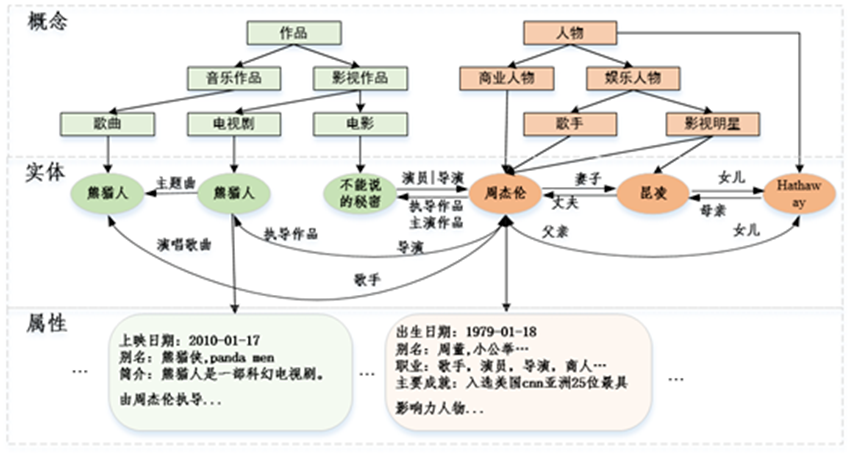 概念
作品
人物
音乐作品
影视作品
商业人物
娱乐人物
歌曲
电视剧
电影
歌手
影视明星
实体
熊猫人
主题曲
熊猫人
不能说
的秘密
演员|导演
执导作品
主演作品
周杰伦
妻子
丈夫
昆凌
女儿
母亲
Hathaw
ay
演唱歌曲
执导作品
导演
歌手
父亲
女儿
属性
上映日期：2010-01-17
别名：熊猫侠,panda men
简介：熊猫人是一部科幻电视剧。
由周杰伦执导...
...
...
出生日期：1979-01-18
别名：周董,小公举…
职业：歌手，演员，导演，商人…
主要成就：入选美国cnn亚洲25位最具
影响力人物...
...